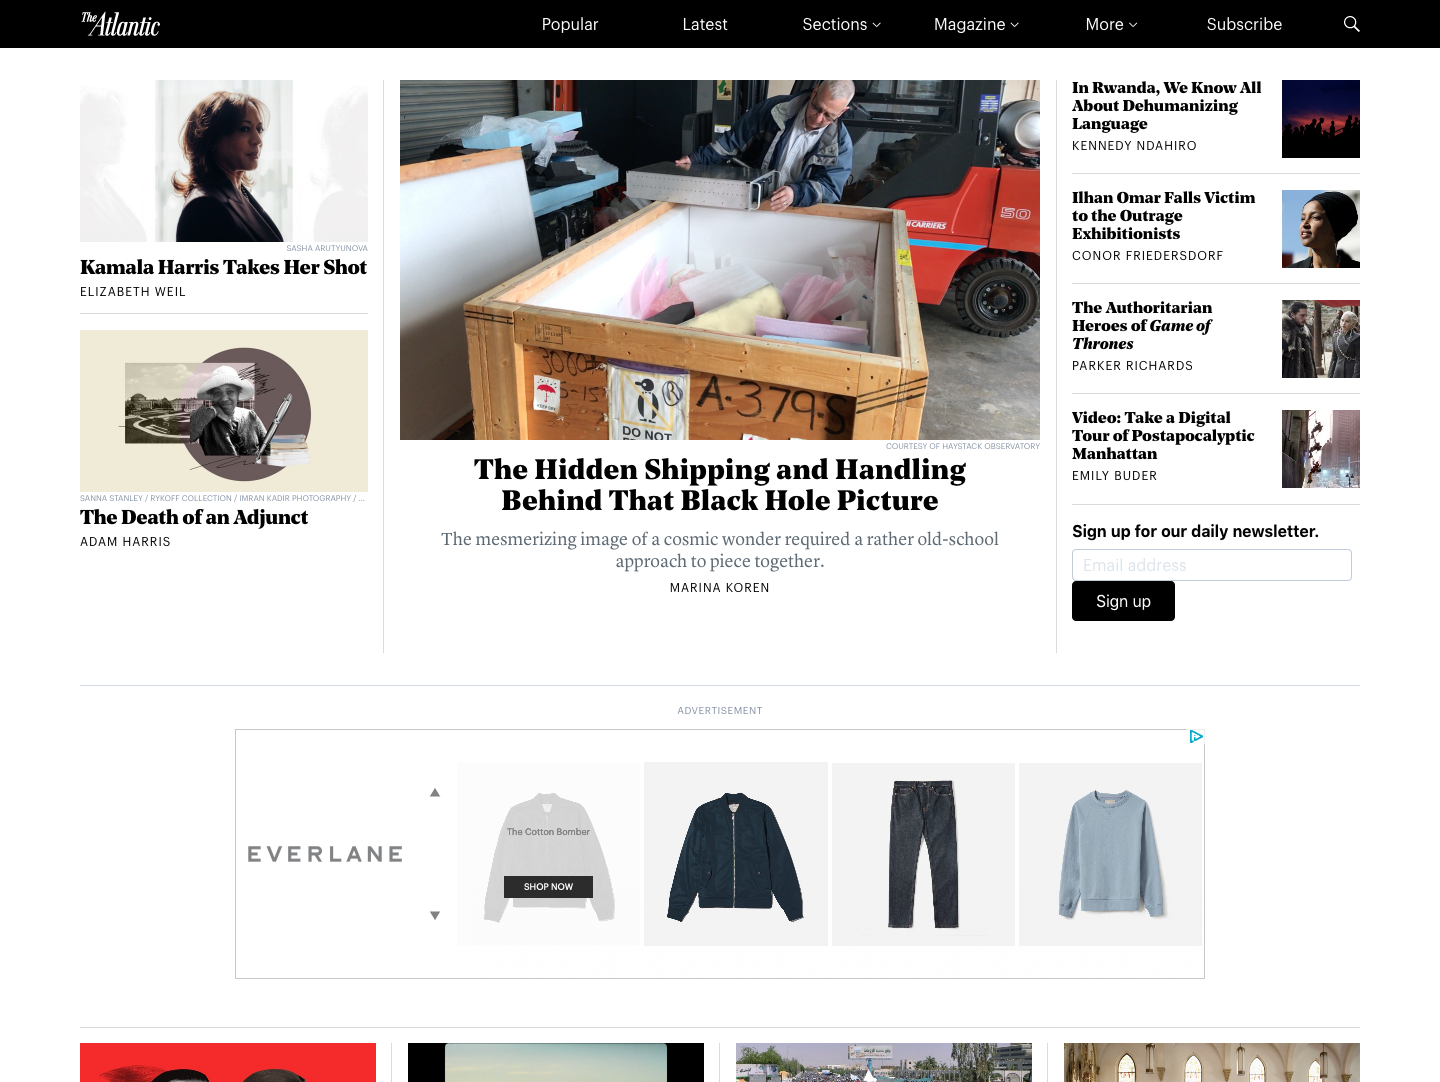 The Atlantic
Popular
Latest
Sections
Magazine
More
Subscribe
SASHA ARUTYUNOVA
Kamala Harris Takes Her Shot
ELIZABETH WEIL
SANNA STANLEY / RYKOFF COLLECTION / IMRAN KADIR PHOTOGRAPHY / ...
The Death of an Adjunct
ADAM HARRIS
CARRIERS
50
A-379S
DO NOT
COURTESY OF HAYSTACK OBSERVATORY
The Hidden Shipping and Handling
Behind That Black Hole Picture
The mesmerizing image of a cosmic wonder required a rather old-school
approach to piece together.
MARINA KOREN
In Rwanda, We Know All
About Dehumanizing
Language
KENNEDY NDAHIRO
Ilhan Omar Falls Victim
to the Outrage
Exhibitionists
CONOR FRIEDERSDORF
The Authoritarian
Heroes of Game of
Thrones
PARKER RICHARDS
Video: Take a Digital
Tour of Postapocalyptic
Manhattan
EMILY BUDER
Sign up for our daily newsletter.
Email address
Sign up
ADVERTISEMENT
EVERLANE
The Cotton Bomber
SHOP NOW